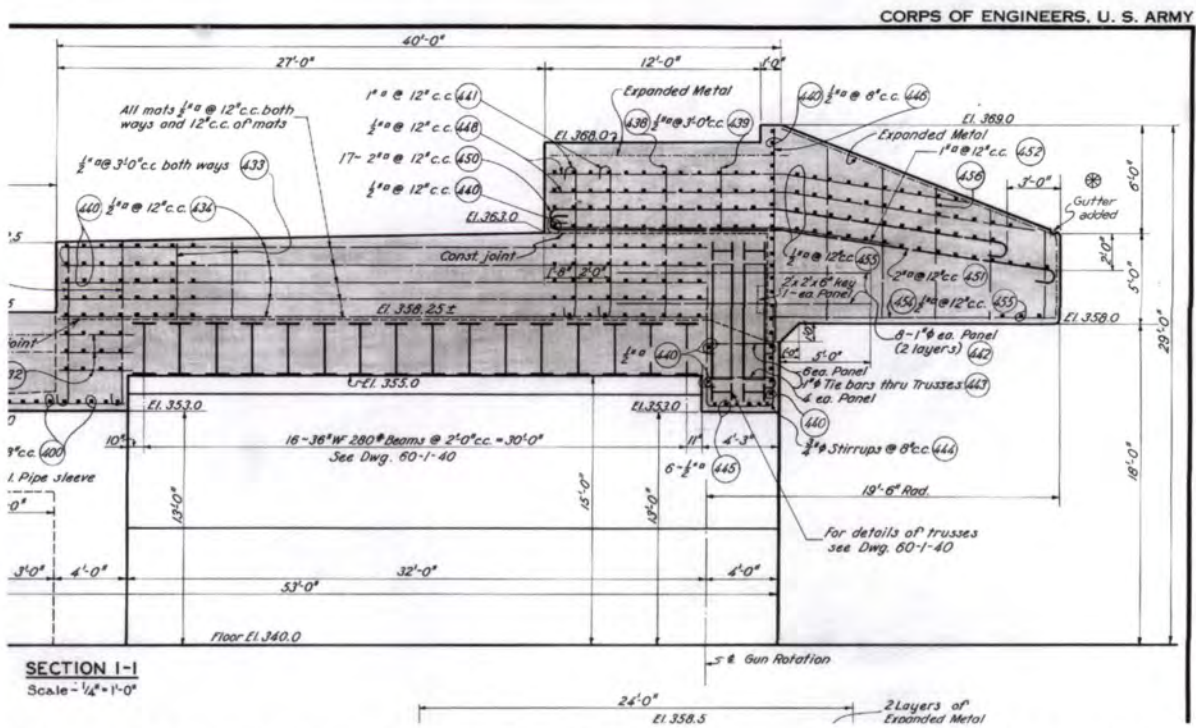 CORPS OF ENGINEERS, U. S. ARMY
40'-0"
27'-0"
12'-0"
1'-0"
All mats ½"⌑ @ 12"c.c. both
ways and 12"c.c. of mats
1"⌑ @ 12"c.c. 441
½"⌑ @ 12"c.c. 448
17- 2"⌑ @ 12"c.c. 450
½"⌑ @ 12"c.c. 440
Expanded Metal
El. 368.0
438 ½"⌑@3'-0"c.c. 439
440 ½"⌑ @ 8"c.c. 446
El. 369.0
Expanded Metal
1"⌑@12"c.c. 452
456
3'-0"
Gutter
added
6'-0"
½"⌑@3'-0"c.c. both ways 433
440 ½"⌑ @ 12"c.c. 434
El. 363.0
Const. joint
1'-8" 2'-0"
El. 358.25±
½"⌑ @ 12"c.c. 455
2"⌑@12"c.c. 451
2'-0"
5'-0"
29'-0"
2'x 2'x 6" key
1-ea. Panel
454 ½"⌑@12"c.c. 455
El. 358.0
8-1"φ ea. Panel
(2 layers) 442
5'-0"
½"⌑ 440
6 ea. Panel
1"φ Tie bars thru Trusses 443
4 ea. Panel
440
¾"φ Stirrups @ 8"c.c. 444
El. 355.0
El. 353.0
El. 353.0
10"
16-36"WF 280# Beams @ 2'-0"c.c. = 30'-0"
See Dwg. 60-1-40
11"
4'-3"
6-½"⌑ 445
400
Pipe sleeve
19'-6" Rad.
13'-0"
15'-0"
13'-0"
18'-0"
For details of trusses
see Dwg. 60-1-40
3'-0"
4'-0"
32'-0"
4'-0"
53'-0"
Floor El. 340.0
SECTION 1-1
Scale - ¼" = 1'-0"
℄ Gun Rotation
24'-0"
El. 358.5
2 Layers of
Expanded Metal